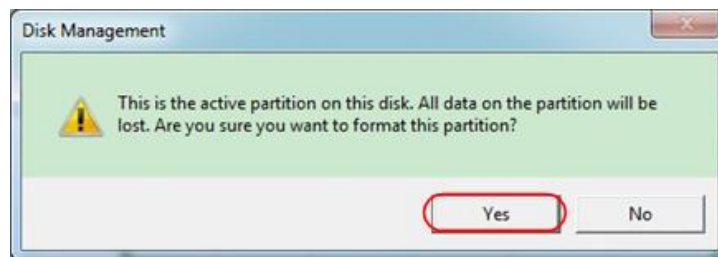 Disk Management
This is the active partition on this disk. All data on the partition will be
lost. Are you sure you want to format this partition?
Yes
No